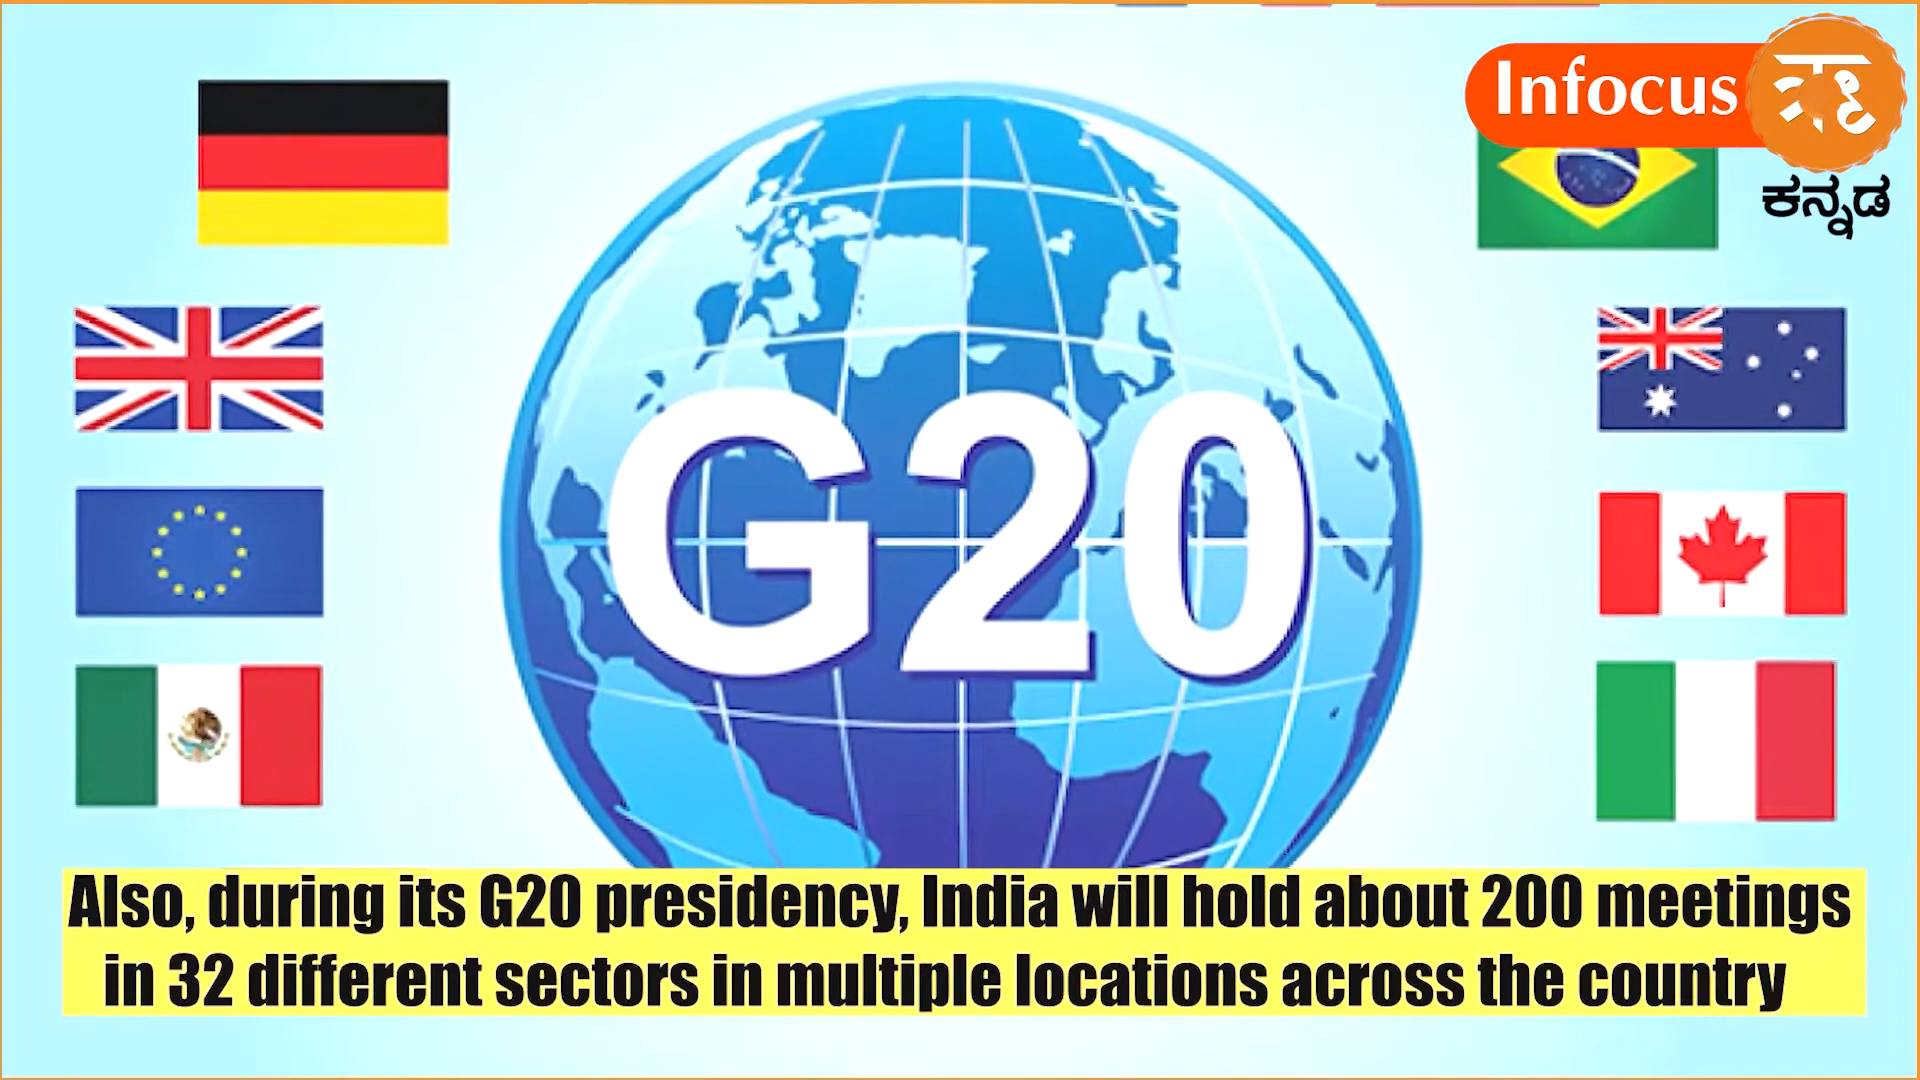 Infocus
ಕನ್ನಡ
G20
Also, during its G20 presidency, India will hold about 200 meetings
in 32 different sectors in multiple locations across the country